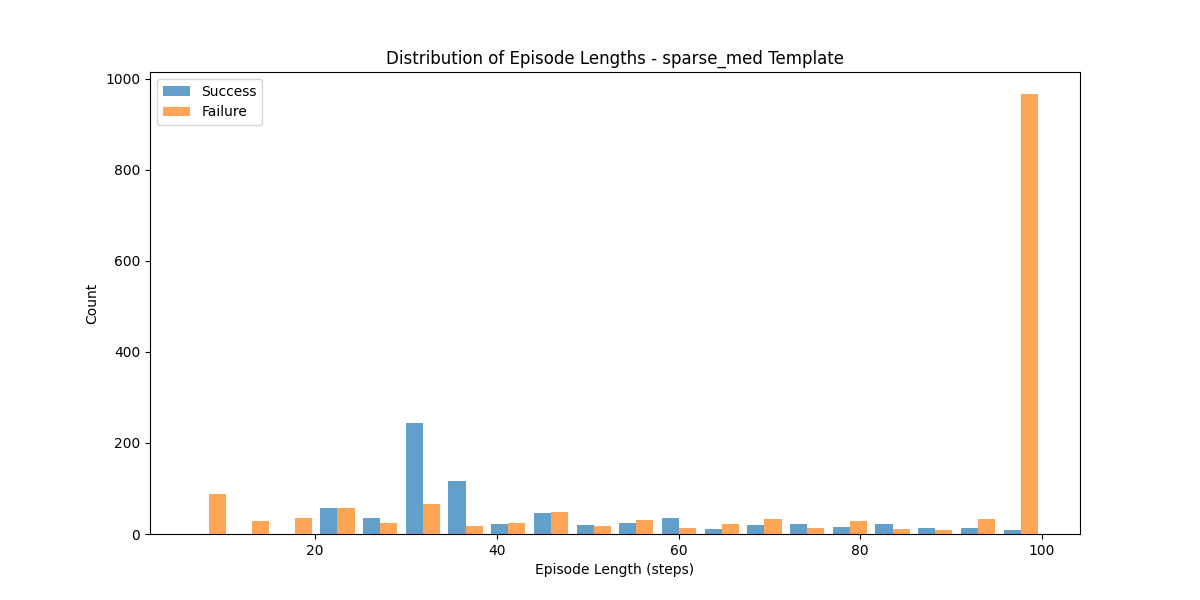 Distribution of Episode Lengths - sparse_med Template
Success
Failure
Count
1000
800
600
400
200
0
20 40 60 80 100
Episode Length (steps)